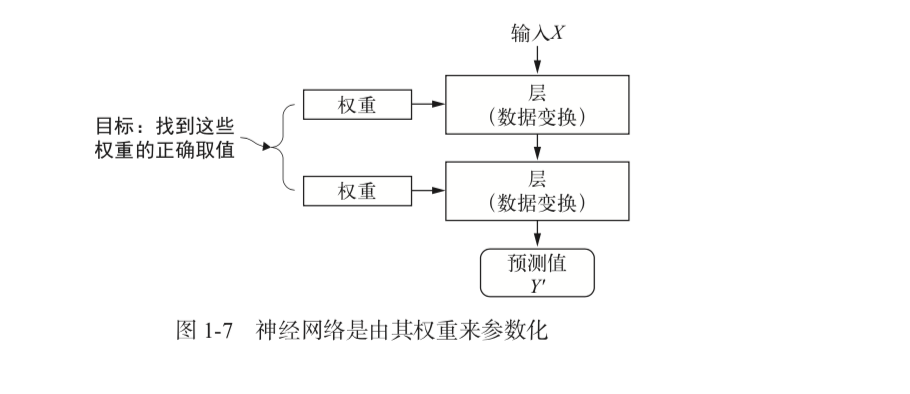 输入X
权重
层
（数据变换）
目标：找到这些
权重的正确取值
权重
层
（数据变换）
预测值
Y'
图 1-7　神经网络是由其权重来参数化